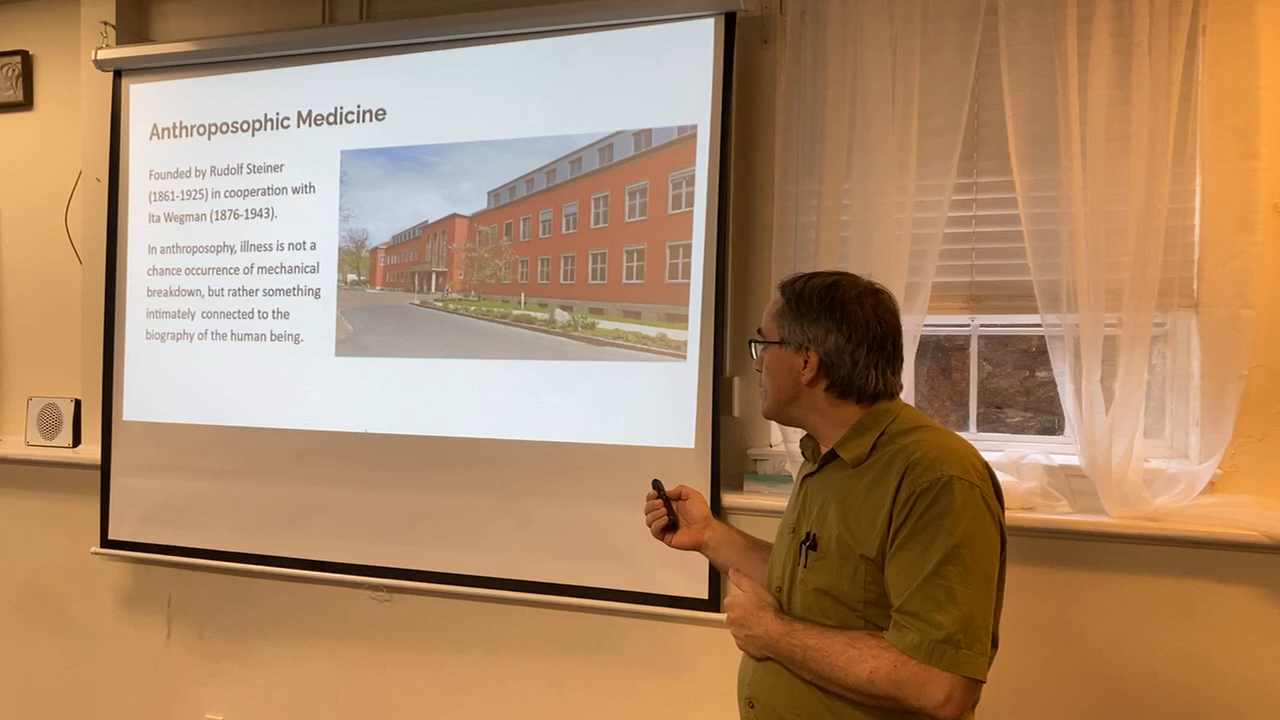 Anthroposophic Medicine
Founded by Rudolf Steiner
(1861-1925) in cooperation with
Ita Wegman (1876-1943).
In anthroposophy, illness is not a
chance occurrence of mechanical
breakdown, but rather something
intimately connected to the
biography of the human being.